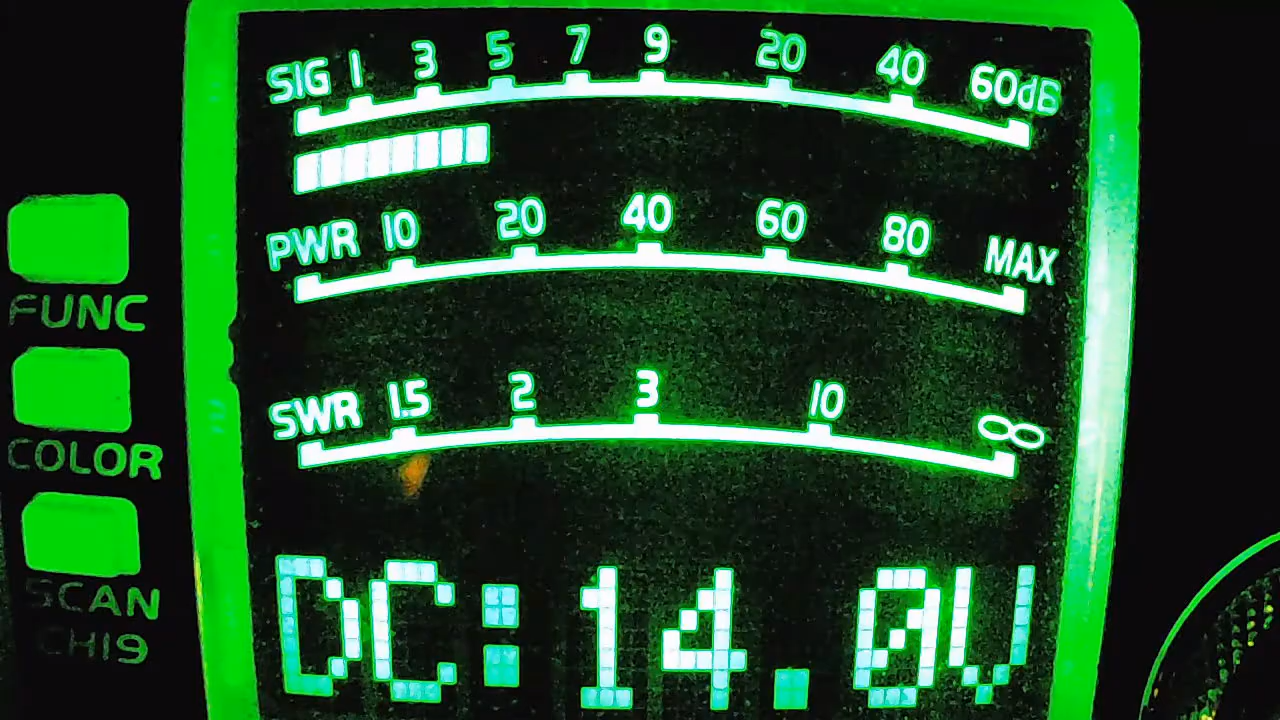 SIG 1 3 5 7 9 20 40 60dB
PWR 10 20 40 60 80 MAX
SWR 1.5 2 3 10 ∞
DC:14.0V
FUNC
COLOR
SCAN
CH19